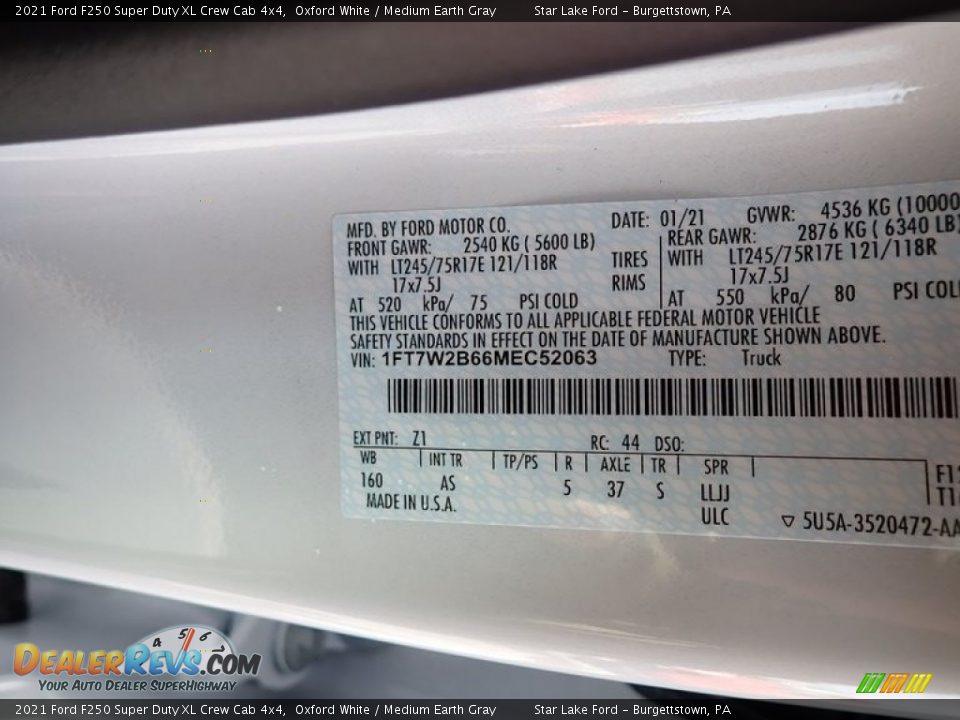 2021 Ford F250 Super Duty XL Crew Cab 4x4, Oxford White / Medium Earth Gray Star Lake Ford - Burgettstown, PA
MFD. BY FORD MOTOR CO. DATE: 01/21 GVWR: 4536 KG (10000
FRONT GAWR: 2540 KG ( 5600 LB) REAR GAWR: 2876 KG ( 6340 LB)
WITH LT245/75R17E 121/118R TIRES WITH LT245/75R17E 121/118R
17x7.5J RIMS 17x7.5J
AT 520 kPa/ 75 PSI COLD AT 550 kPa/ 80 PSI COL
THIS VEHICLE CONFORMS TO ALL APPLICABLE FEDERAL MOTOR VEHICLE
SAFETY STANDARDS IN EFFECT ON THE DATE OF MANUFACTURE SHOWN ABOVE.
VIN: 1FT7W2B66MEC52063 TYPE: Truck
EXT PNT: Z1 RC: 44 DSO:
WB INT TR TP/PS R AXLE TR SPR
160 AS 5 37 S LLJJ
MADE IN U.S.A. ULC ▽ 5U5A-3520472-AA
4 5 6
DEALERREVS.COM
YOUR AUTO DEALER SUPERHIGHWAY
2021 Ford F250 Super Duty XL Crew Cab 4x4, Oxford White / Medium Earth Gray Star Lake Ford - Burgettstown, PA